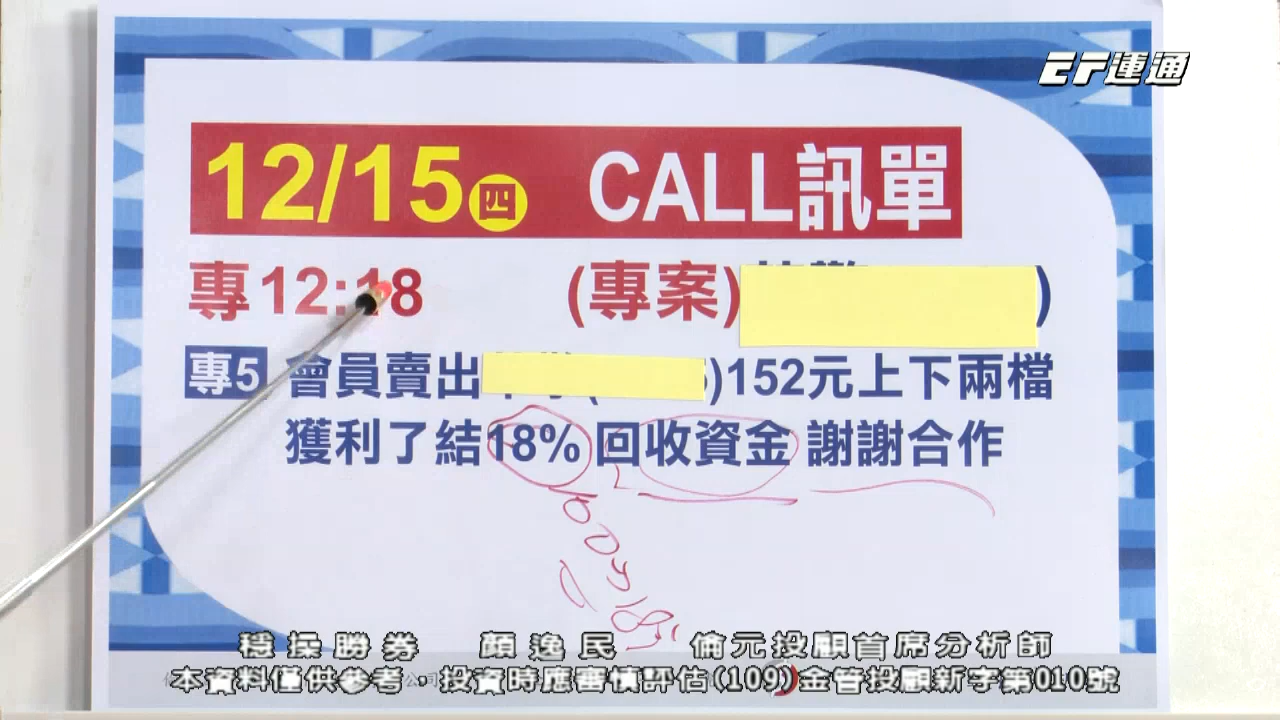 EF運通
12/15四 CALL訊單
專12:18 (專案) )
專5 會員賣出 )152元上下兩檔
獲利了結18% 回收資金 謝謝合作
穩操勝券 顏逸民 倫元投顧首席分析師
本資料僅供參考，投資時應審慎評估(109)金管投顧新字第010號